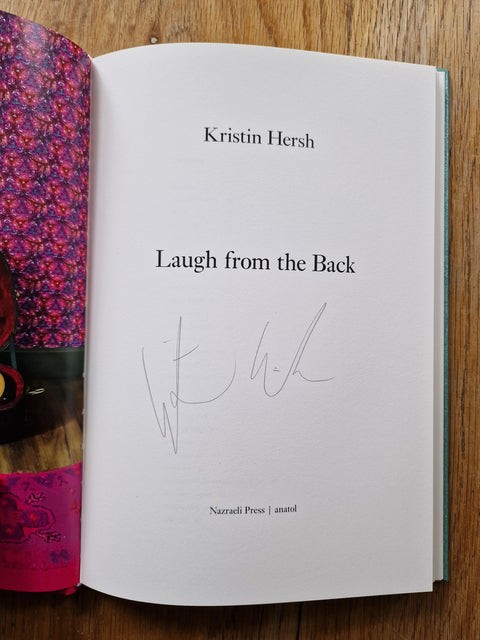 Kristin Hersh
Laugh from the Back
Nazraeli Press | anatol